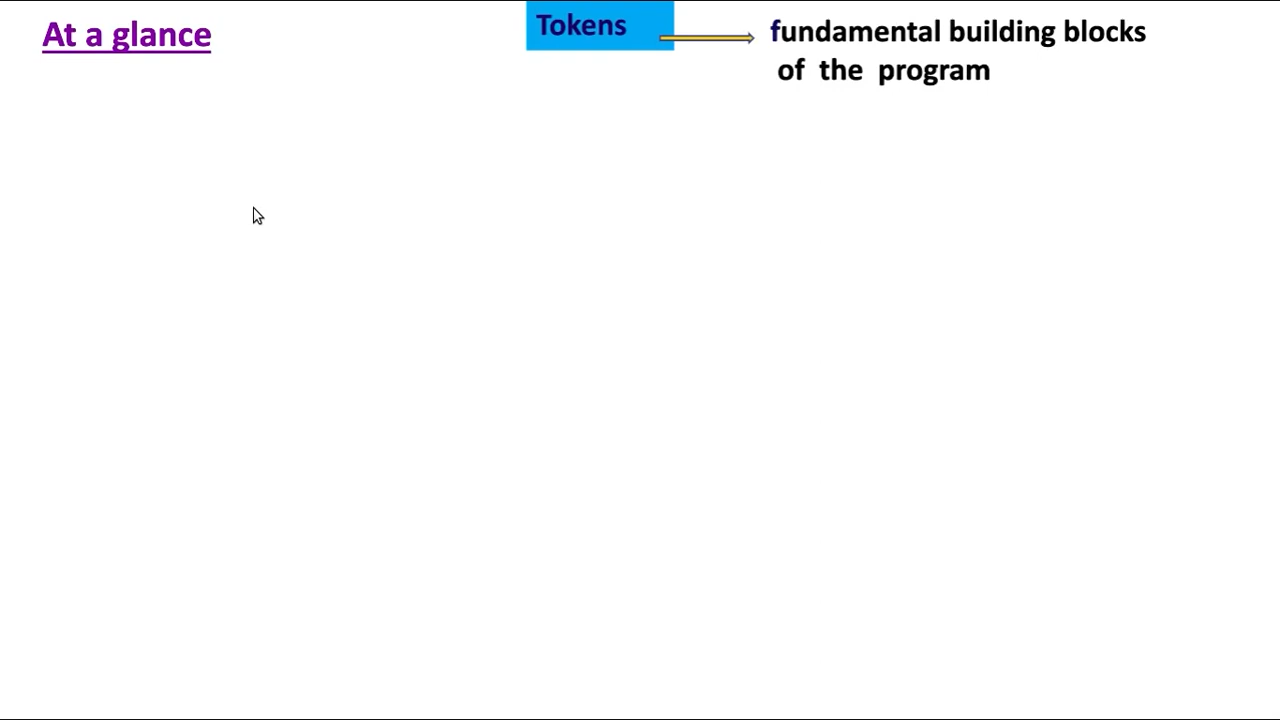 At a glance
Tokens
fundamental building blocks
of the program